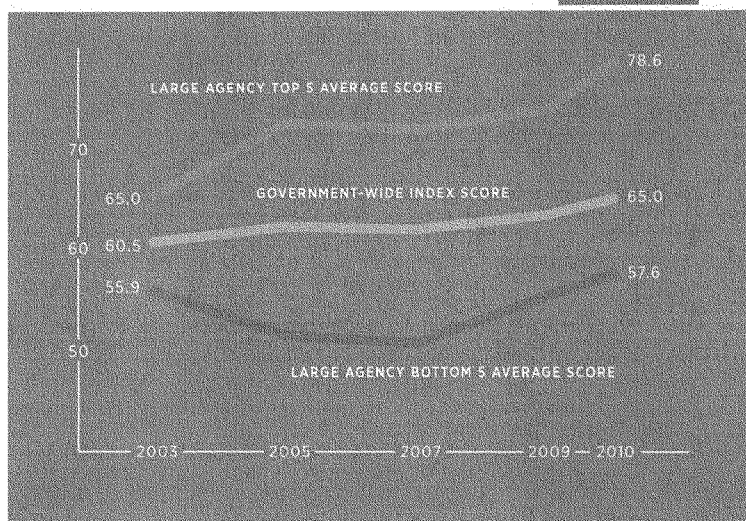 78.6
LARGE AGENCY TOP 5 AVERAGE SCORE
70
GOVERNMENT-WIDE INDEX SCORE
65.0
65.0
60
60.5
55.9
57.6
50
LARGE AGENCY BOTTOM 5 AVERAGE SCORE
2003 2005 2007 2009 2010